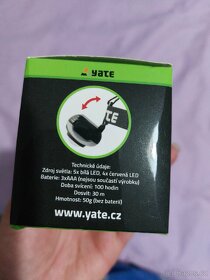 YATE
TE
Technické údaje:
Zdroj světla: 5x bílá LED, 4x červená LED
Baterie: 3xAAA (nejsou součástí výrobku)
Doba svícení: 100 hodin
Dosvit: 30 m
Hmotnost: 50g (bez baterií)
www.yate.cz